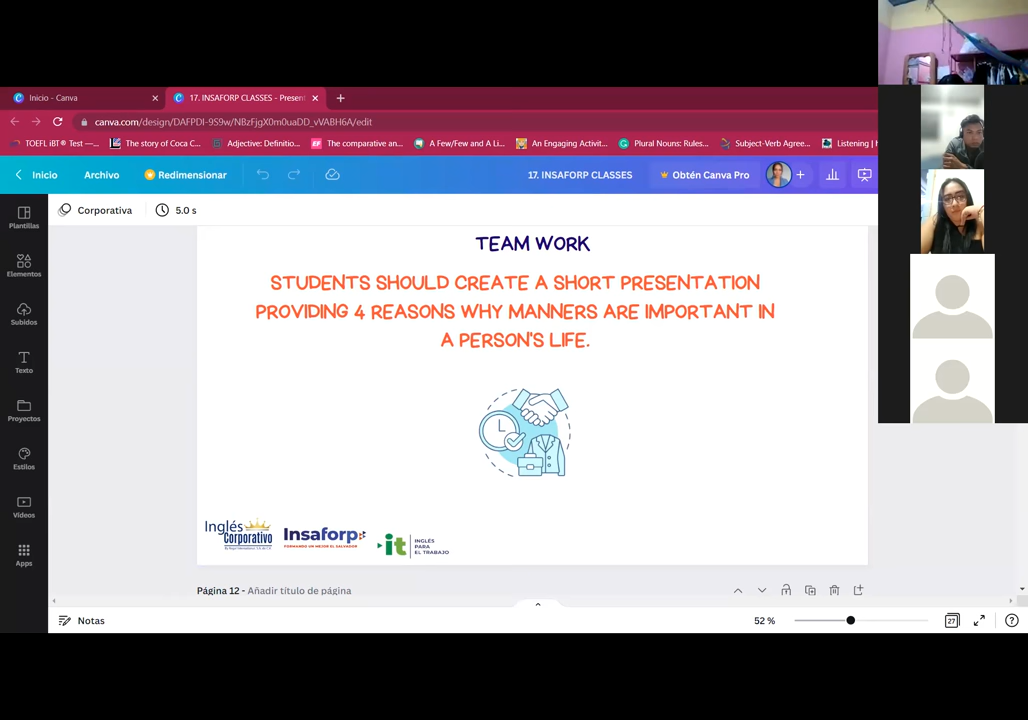 Inicio - Canva
17. INSAFORP CLASSES - Present
canva.com/design/DAFPDI-9S9w/NBzFjgX0m0uaDD_vVABH6A/edit
TOEFL iBT® Test —...
The story of Coca C...
Adjective: Definitio...
The comparative an...
A Few/Few and A Li...
An Engaging Activit...
Plural Nouns: Rules...
Subject-Verb Agree...
Listening |
Inicio
Archivo
Redimensionar
17. INSAFORP CLASSES
Obtén Canva Pro
Plantillas
Elementos
Subidos
Texto
Proyectos
Estilos
Vídeos
Apps
Corporativa
5.0 s
TEAM WORK
STUDENTS SHOULD CREATE A SHORT PRESENTATION
PROVIDING 4 REASONS WHY MANNERS ARE IMPORTANT IN
A PERSON'S LIFE.
Inglés
Corporativo
Insaforp
FORMANDO UN MEJOR EL SALVADOR
it
INGLÉS
PARA
EL TRABAJO
Página 12 - Añadir título de página
Notas
52 %
27